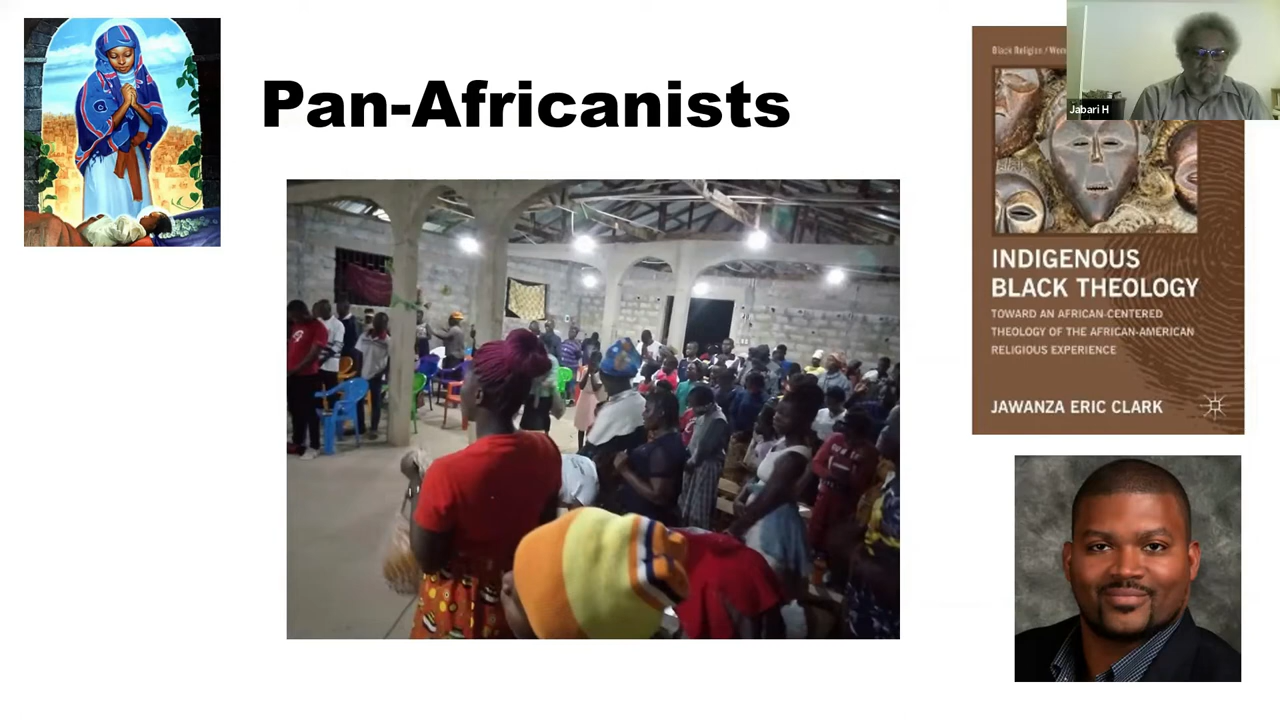 Pan-Africanists
Black Religion / Wom
Jabari H
INDIGENOUS
BLACK THEOLOGY
TOWARD AN AFRICAN-CENTERED
THEOLOGY OF THE AFRICAN-AMERICAN
RELIGIOUS EXPERIENCE
JAWANZA ERIC CLARK